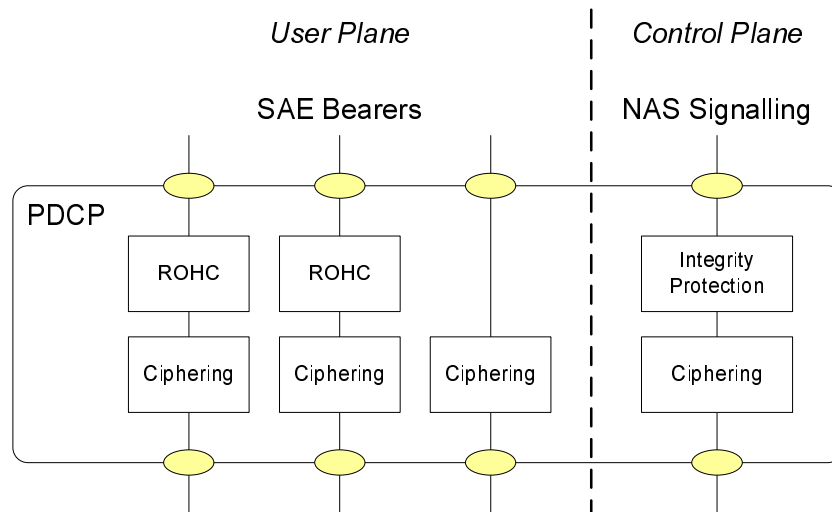 User Plane
Control Plane
SAE Bearers
NAS Signalling
PDCP
ROHC
ROHC
Integrity
Protection
Ciphering
Ciphering
Ciphering
Ciphering